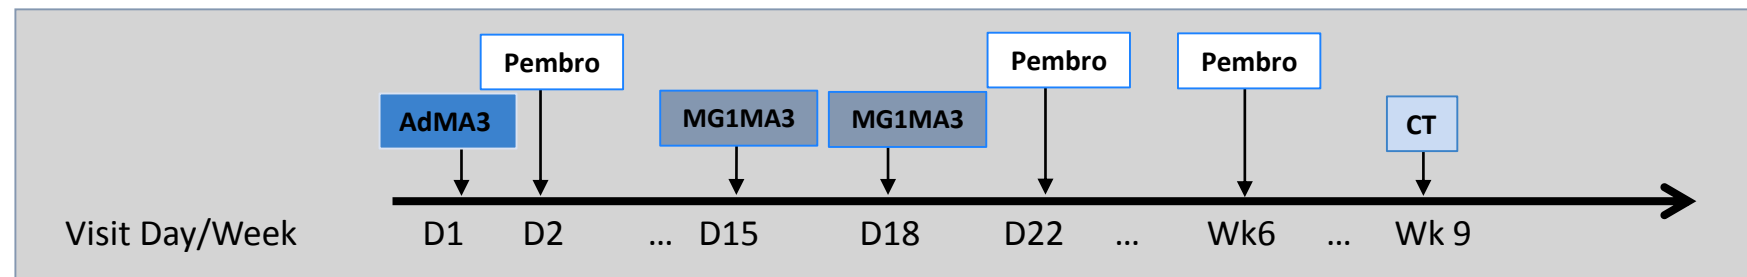 Pembro
Pembro
Pembro
AdMA3
MG1MA3
MG1MA3
CT
Visit Day/Week D1 D2 ... D15 D18 D22 ... Wk6 ... Wk 9